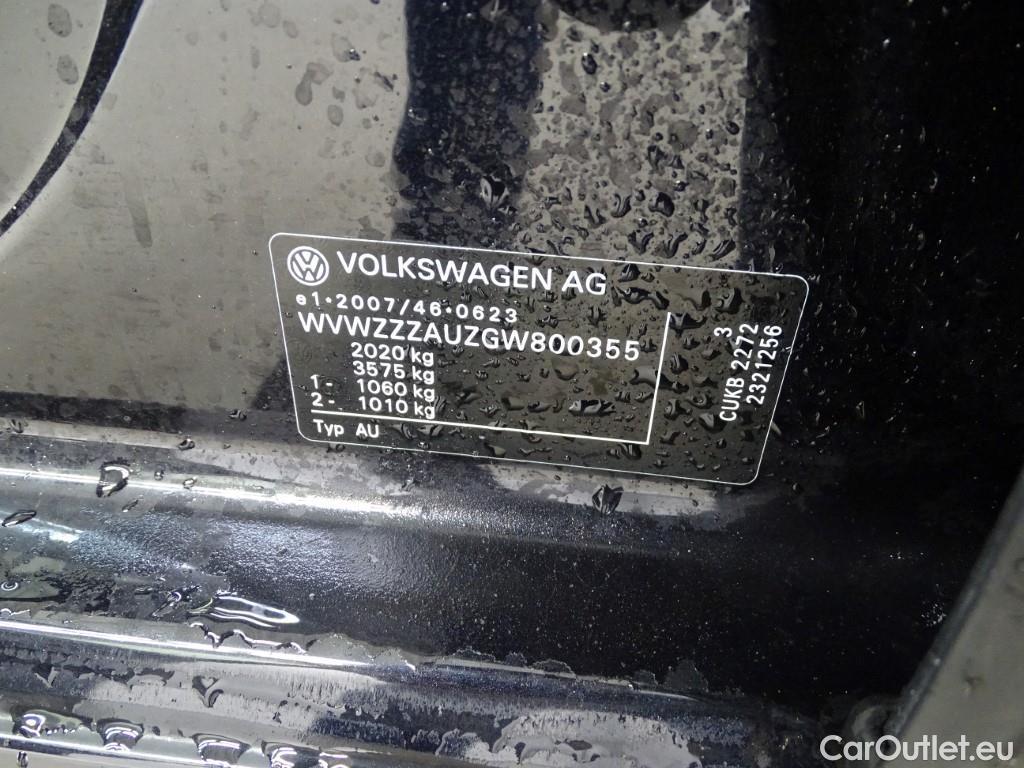 VOLKSWAGEN AG
e1*2007/46*0623
WVWZZZAUZGW800355
2020 kg
3575 kg
1- 1060 kg
2- 1010 kg
Typ AU
3
CUKB 2272
2321256
CarOutlet.eu